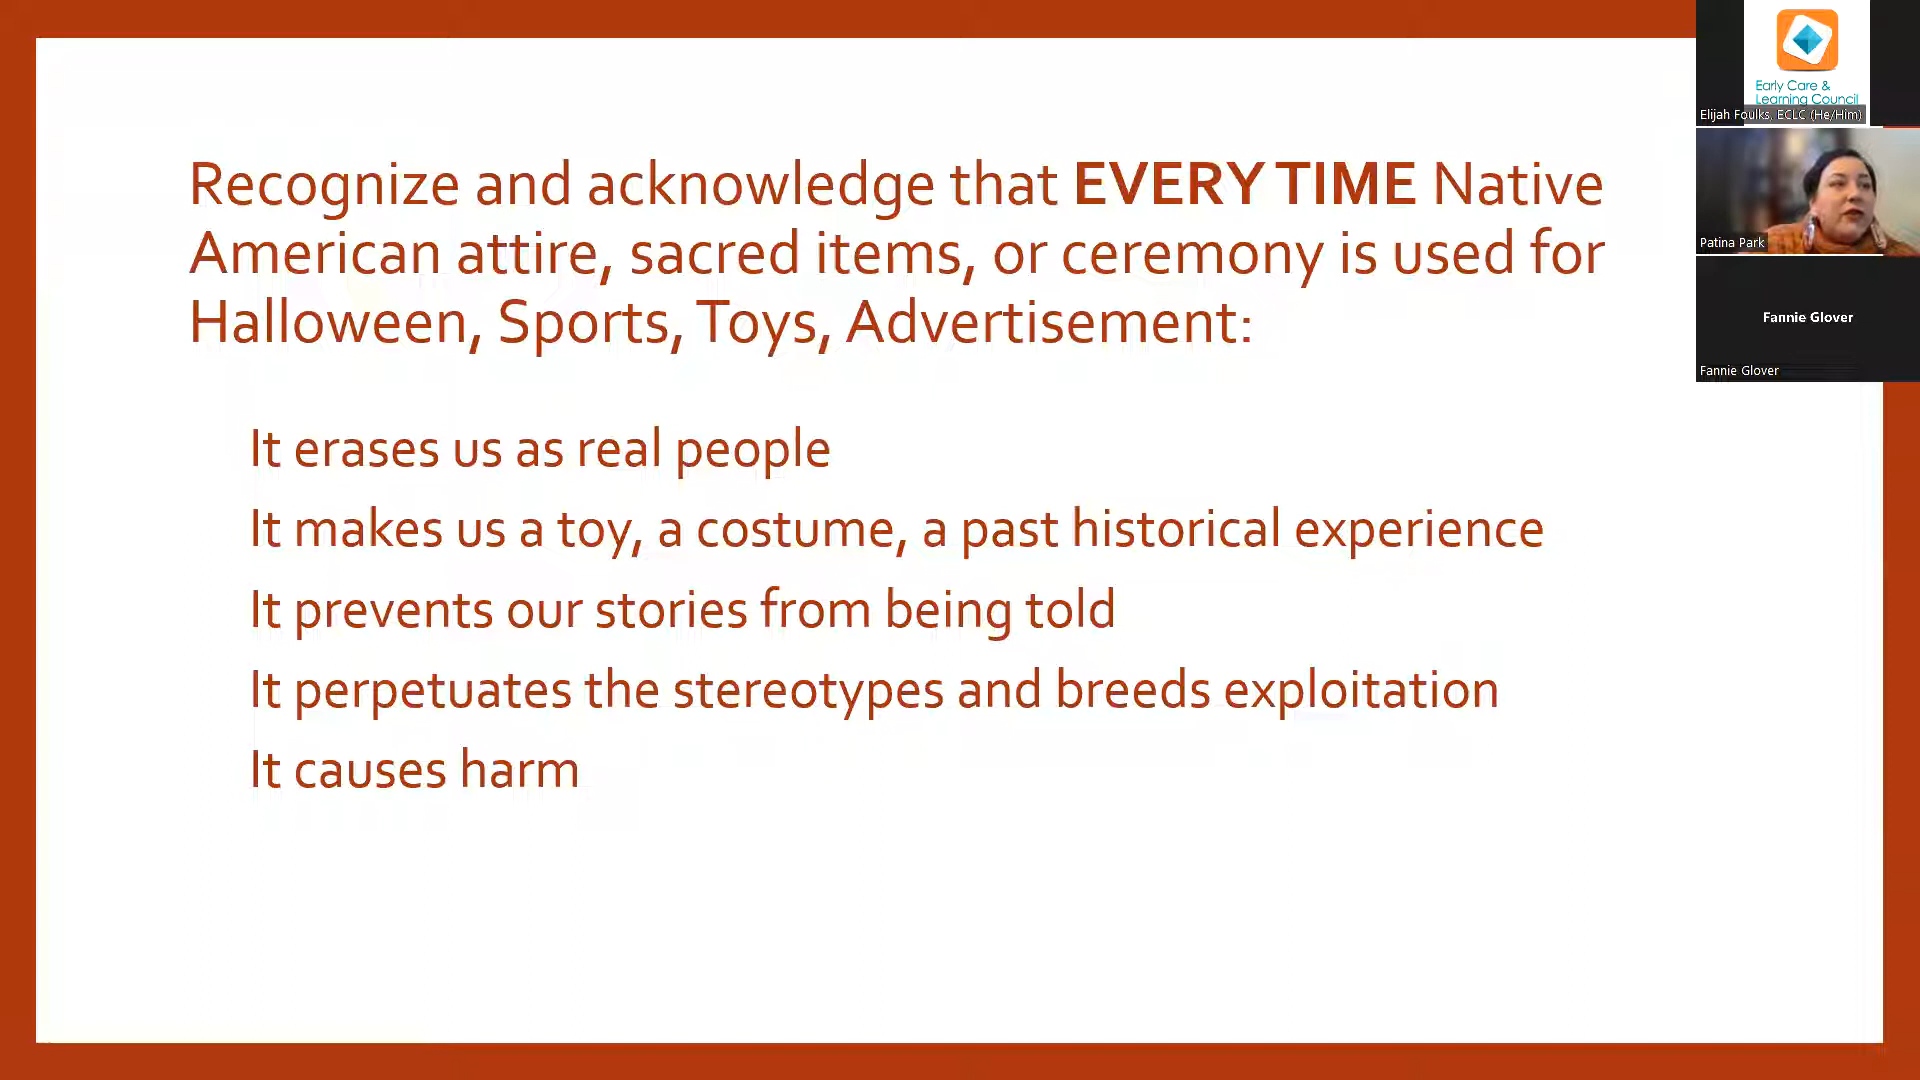 Recognize and acknowledge that EVERY TIME Native
American attire, sacred items, or ceremony is used for
Halloween, Sports, Toys, Advertisement:
It erases us as real people
It makes us a toy, a costume, a past historical experience
It prevents our stories from being told
It perpetuates the stereotypes and breeds exploitation
It causes harm
Early Care &
Learning Council
Elijah Foulks, ECLC (He/Him)
Patina Park
Fannie Glover
Fannie Glover